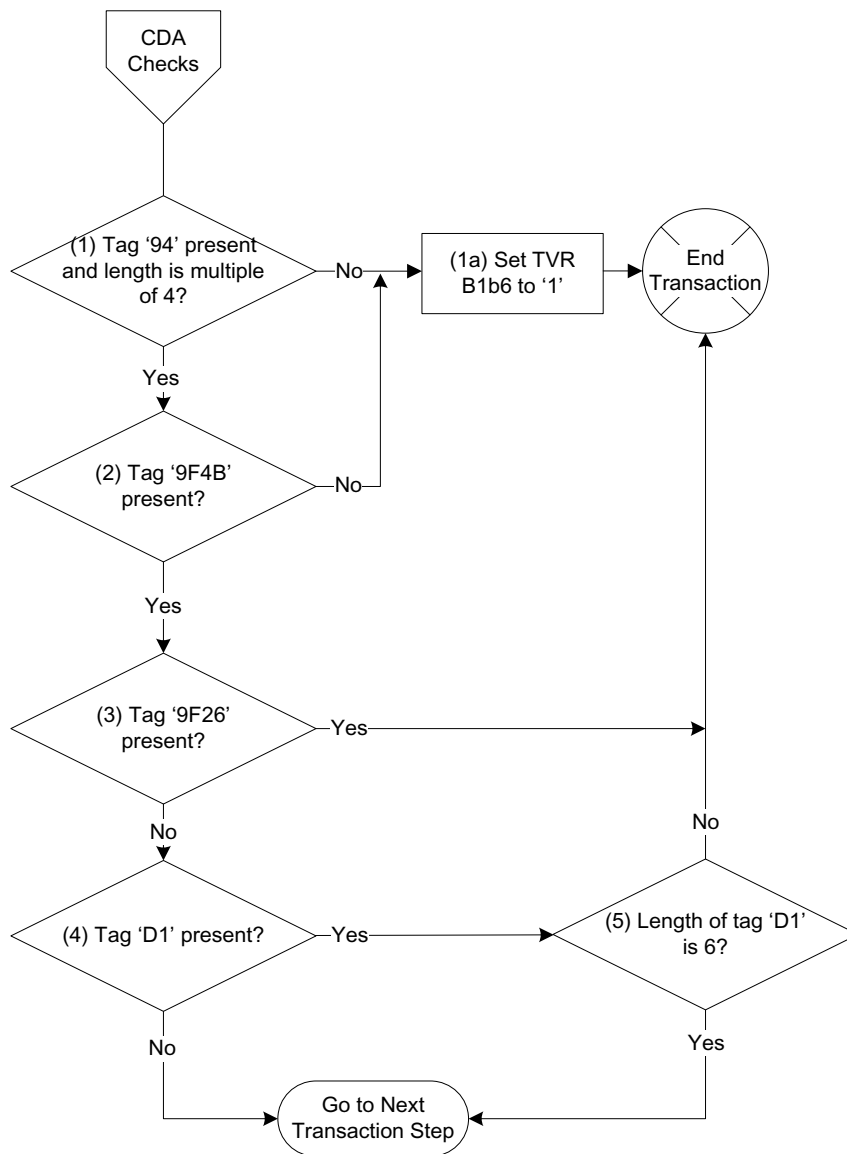 CDA
Checks
(1) Tag ‘94’ present
and length is multiple
of 4?
No
(1a) Set TVR
B1b6 to ‘1’
End
Transaction
Yes
(2) Tag ‘9F4B’
present?
No
Yes
(3) Tag ‘9F26’
present?
Yes
No
No
(4) Tag ‘D1’ present?
Yes
(5) Length of tag ‘D1’
is 6?
No
Yes
Go to Next
Transaction Step